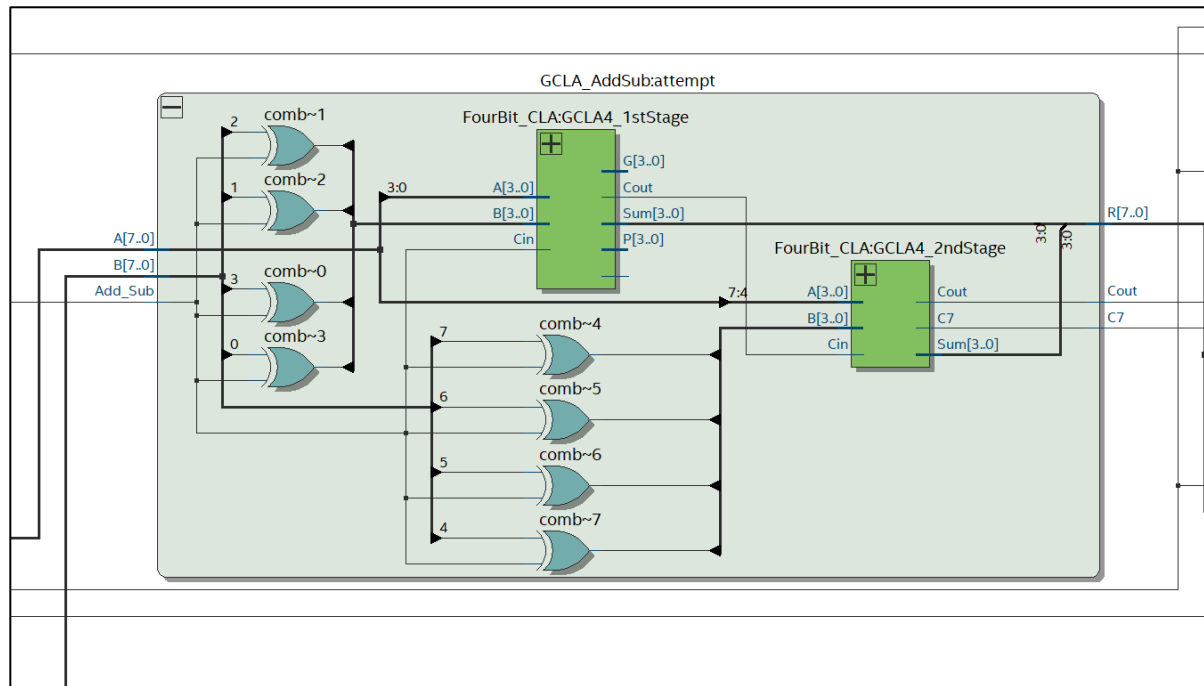 GCLA_AddSub:attempt
comb~1
2
FourBit_CLA:GCLA4_1stStage
G[3..0]
comb~2
1
3:0
A[3..0]
Cout
B[3..0]
Sum[3..0]
R[7..0]
A[7..0]
Cin
P[3..0]
3:0
3:0
B[7..0]
comb~0
3
FourBit_CLA:GCLA4_2ndStage
Add_Sub
7:4
A[3..0]
Cout
Cout
comb~3
0
comb~4
7
B[3..0]
C7
C7
Cin
Sum[3..0]
comb~5
6
comb~6
5
comb~7
4